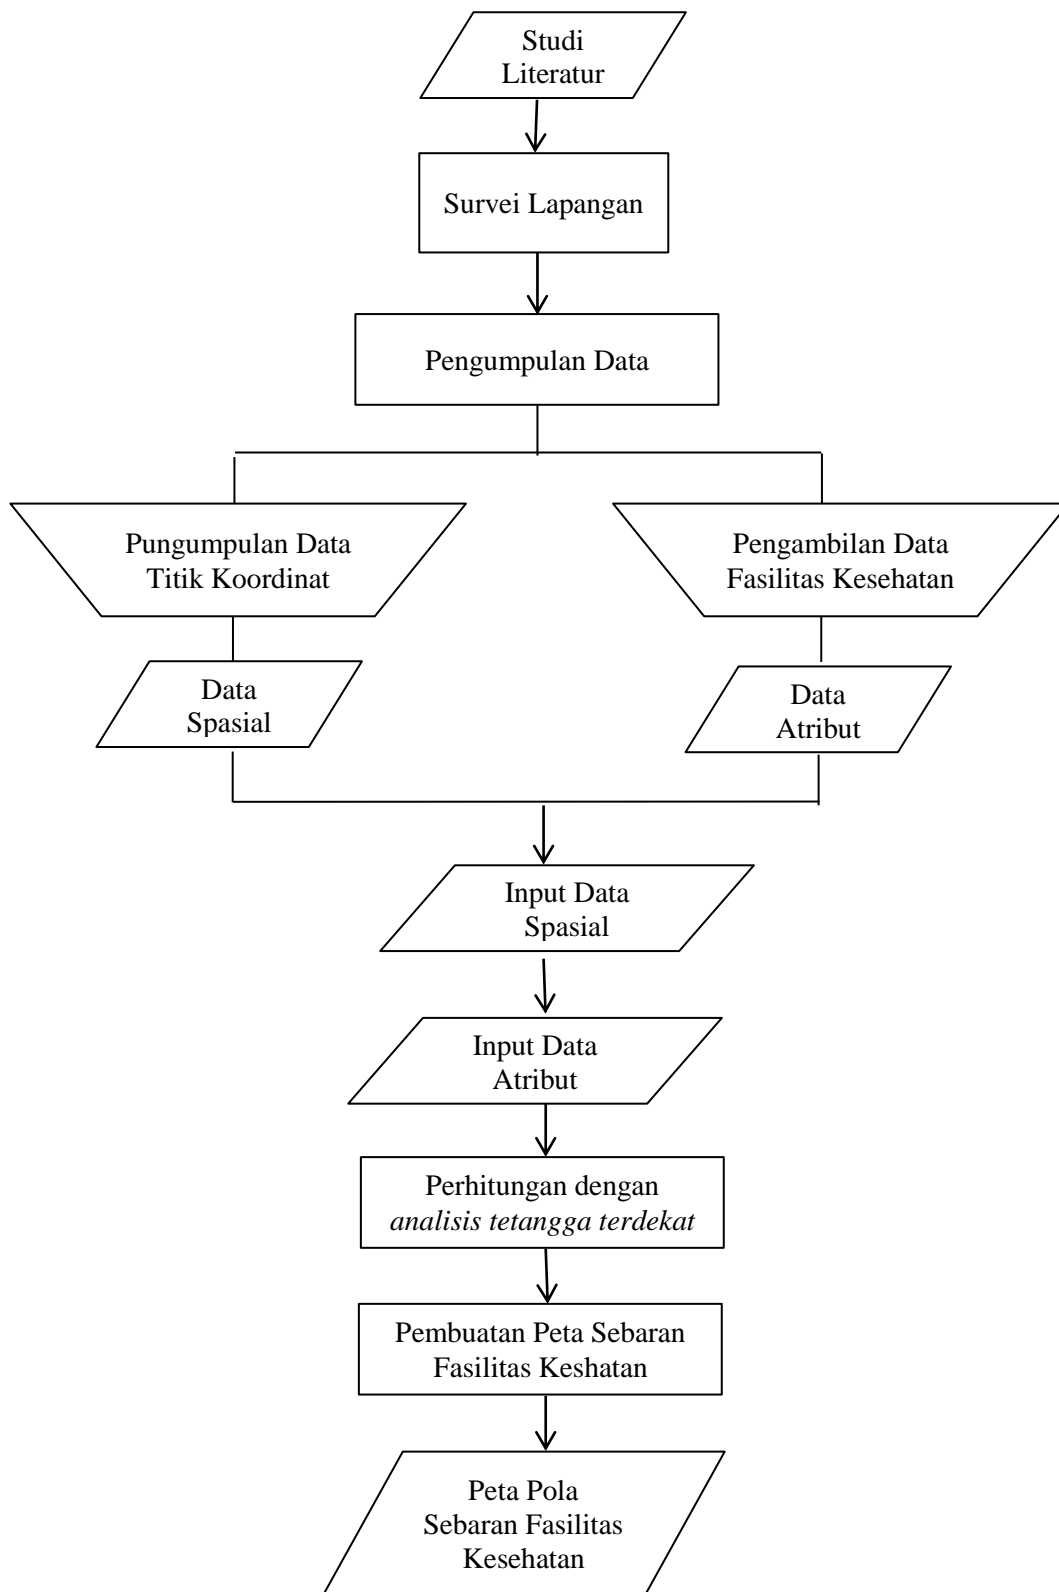 Studi
Literatur
Survei Lapangan
Pengumpulan Data
Pungumpulan Data
Titik Koordinat
Pengambilan Data
Fasilitas Kesehatan
Data
Spasial
Data
Atribut
Input Data
Spasial
Input Data
Atribut
Perhitungan dengan
analisis tetangga terdekat
Pembuatan Peta Sebaran
Fasilitas Keshatan
Peta Pola
Sebaran Fasilitas
Kesehatan